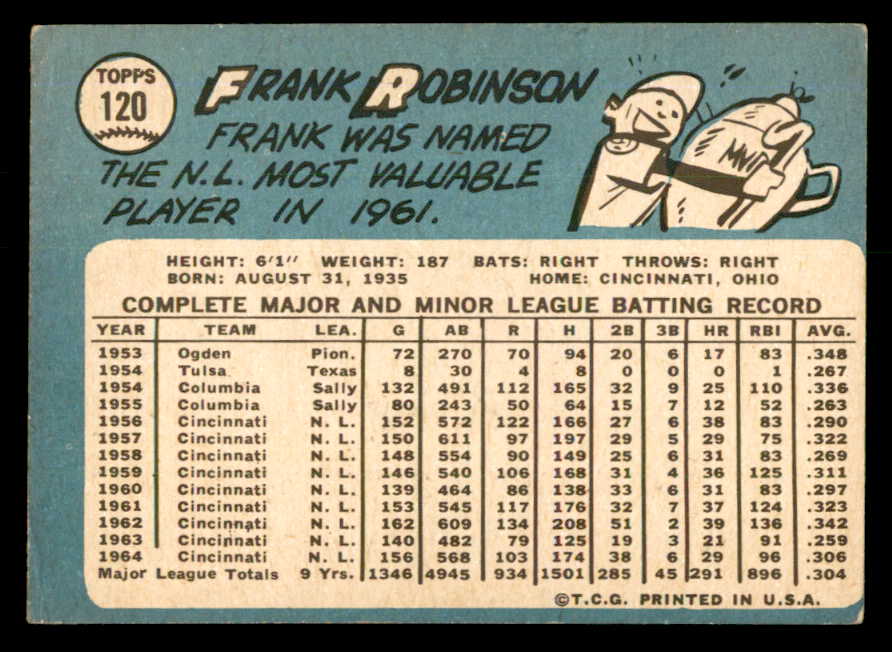 TOPPS
120
FRANK ROBINSON
FRANK WAS NAMED
THE N.L. MOST VALUABLE
PLAYER IN 1961.
MVP
HEIGHT: 6'1" WEIGHT: 187 BATS: RIGHT THROWS: RIGHT
BORN: AUGUST 31, 1935 HOME: CINCINNATI, OHIO
COMPLETE MAJOR AND MINOR LEAGUE BATTING RECORD
YEAR TEAM LEA. G AB R H 2B 3B HR RBI AVG.
1953 Ogden Pion. 72 270 70 94 20 6 17 83 .348
1954 Tulsa Texas 8 30 4 8 0 0 0 1 .267
1954 Columbia Sally 132 491 112 165 32 9 25 110 .336
1955 Columbia Sally 80 243 50 64 15 7 12 52 .263
1956 Cincinnati N. L. 152 572 122 166 27 6 38 83 .290
1957 Cincinnati N. L. 150 611 97 197 29 5 29 75 .322
1958 Cincinnati N. L. 148 554 90 149 25 6 31 83 .269
1959 Cincinnati N. L. 146 540 106 168 31 4 36 125 .311
1960 Cincinnati N. L. 139 464 86 138 33 6 31 83 .297
1961 Cincinnati N. L. 153 545 117 176 32 7 37 124 .323
1962 Cincinnati N. L. 162 609 134 208 51 2 39 136 .342
1963 Cincinnati N. L. 140 482 79 125 19 3 21 91 .259
1964 Cincinnati N. L. 156 568 103 174 38 6 29 96 .306
Major League Totals 9 Yrs. 1346 4945 934 1501 285 45 291 896 .304
©T.C.G. PRINTED IN U.S.A.